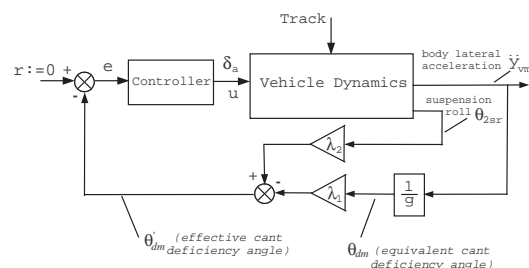 Track
r:=0 +
-
e
Controller
δa
u
Vehicle Dynamics
body lateral
acceleration
Ÿvm
suspension
roll θ2sr
λ2
+
-
λ1
1
g
θ'dm (effective cant
deficiency angle)
θdm (equivalent cant
deficiency angle)